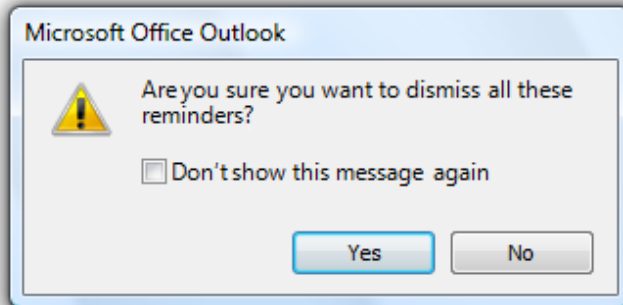 Microsoft Office Outlook
Are you sure you want to dismiss all these
reminders?
Don't show this message again
Yes
No